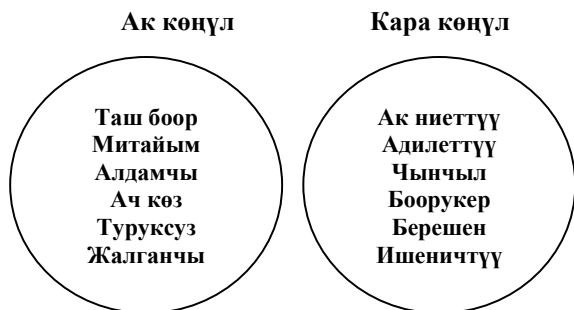 Ак көңүл
Кара көңүл
Таш боор
Митайым
Алдамчы
Ач көз
Туруксуз
Жалганчы
Ак ниеттүү
Адилеттүү
Чынчыл
Боорукер
Берешен
Ишеничтүү